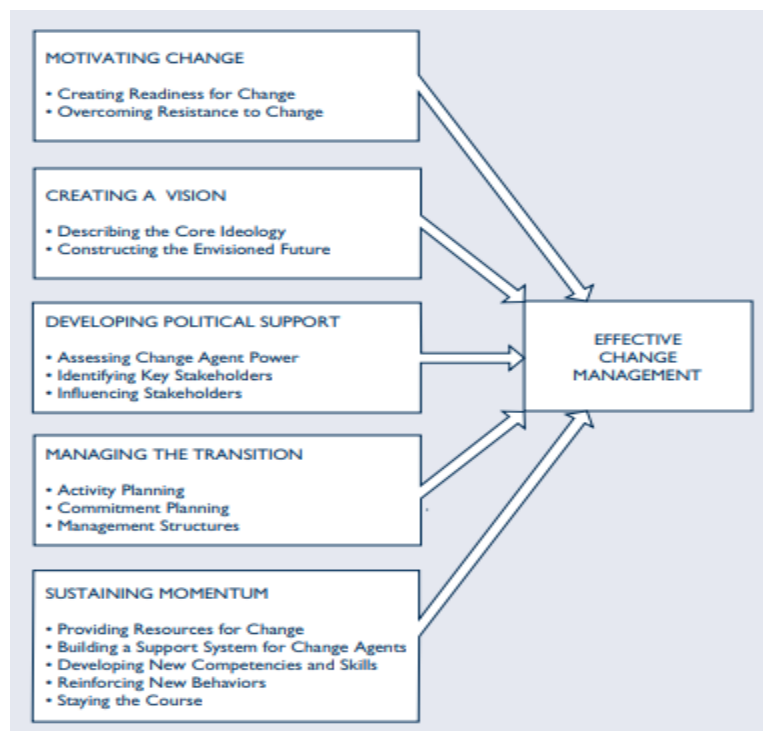 MOTIVATING CHANGE
• Creating Readiness for Change
• Overcoming Resistance to Change
CREATING A VISION
• Describing the Core Ideology
• Constructing the Envisioned Future
DEVELOPING POLITICAL SUPPORT
• Assessing Change Agent Power
• Identifying Key Stakeholders
• Influencing Stakeholders
MANAGING THE TRANSITION
• Activity Planning
• Commitment Planning
• Management Structures
SUSTAINING MOMENTUM
• Providing Resources for Change
• Building a Support System for Change Agents
• Developing New Competencies and Skills
• Reinforcing New Behaviors
• Staying the Course
EFFECTIVE
CHANGE
MANAGEMENT